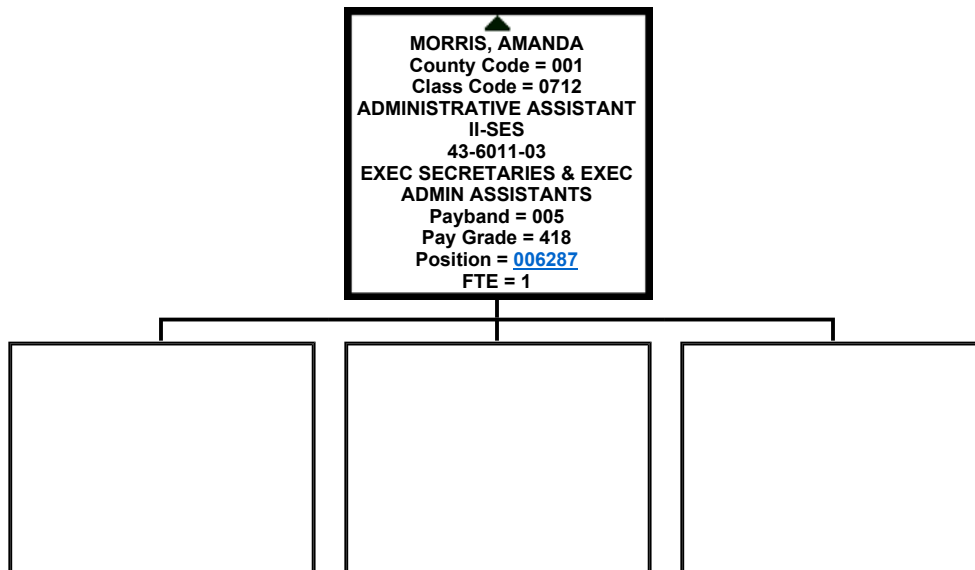 MORRIS, AMANDA
County Code = 001
Class Code = 0712
ADMINISTRATIVE ASSISTANT
II-SES
43-6011-03
EXEC SECRETARIES & EXEC
ADMIN ASSISTANTS
Payband = 005
Pay Grade = 418
Position = 006287
FTE = 1